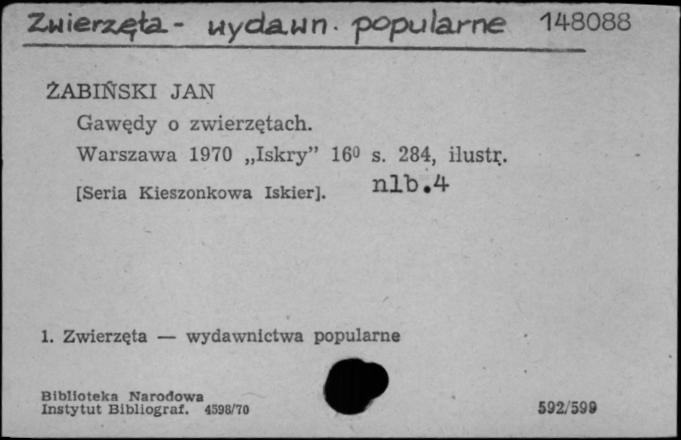 Zwierzęta - wydawn. popularne 148088
ŻABIŃSKI JAN
Gawędy o zwierzętach.
Warszawa 1970 „Iskry” 16⁰ s. 284, ilustr.
nlb.4
[Seria Kieszonkowa Iskier].
1. Zwierzęta — wydawnictwa popularne
Biblioteka Narodowa
Instytut Bibliograf. 4598/70
592/599